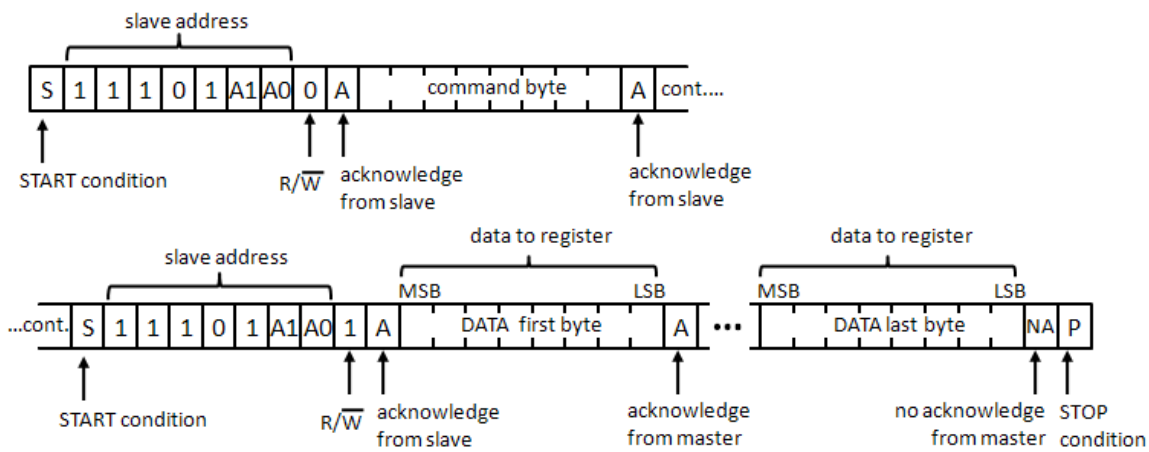 slave address
S 1 1 1 0 1 A1 A0 0 A command byte A cont....
START condition
R/W̅
acknowledge
from slave
acknowledge
from slave
data to register
data to register
slave address
MSB LSB MSB LSB
...cont. S 1 1 1 0 1 A1 A0 1 A DATA first byte A ••• DATA last byte NA P
START condition
R/W̅
acknowledge
from slave
acknowledge
from master
no acknowledge
from master
STOP
condition